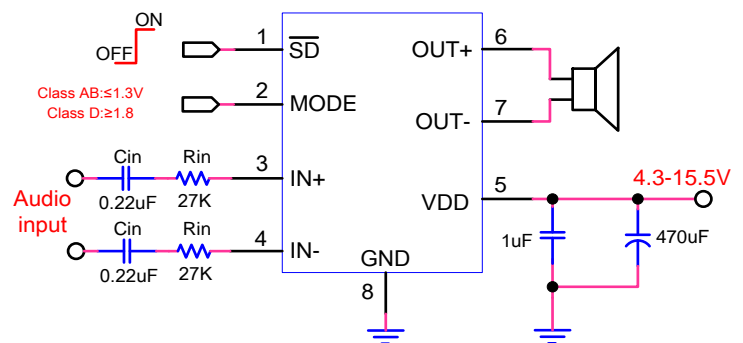 ON
OFF
1
SD
OUT+
6
Class AB:≤1.3V
Class D:≥1.8
2
MODE
OUT-
7
Cin
Rin
3
IN+
0.22uF
27K
Audio
input
VDD
5
4.3-15.5V
Cin
Rin
4
IN-
0.22uF
27K
1uF
470uF
GND
8